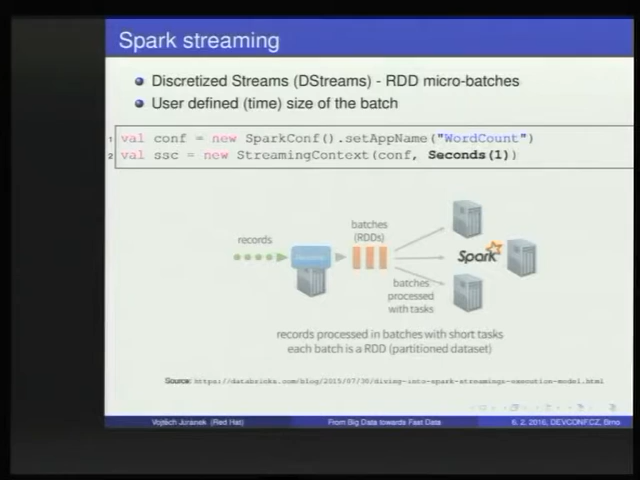 Spark streaming
Discretized Streams (DStreams) - RDD micro-batches
User defined (time) size of the batch
1 val conf = new SparkConf().setAppName("WordCount")
2 val ssc = new StreamingContext(conf, Seconds(1))
records
batches
(RDDs)
Spark
batches
processed
with tasks
records processed in batches with short tasks
each batch is a RDD (partitioned dataset)
Source: https://databricks.com/blog/2015/07/30/diving-into-spark-streamings-execution-model.html
Vojtěch Juránek (Red Hat)
From Big Data towards Fast Data
6. 2. 2016, DEVCONF.CZ, Brno